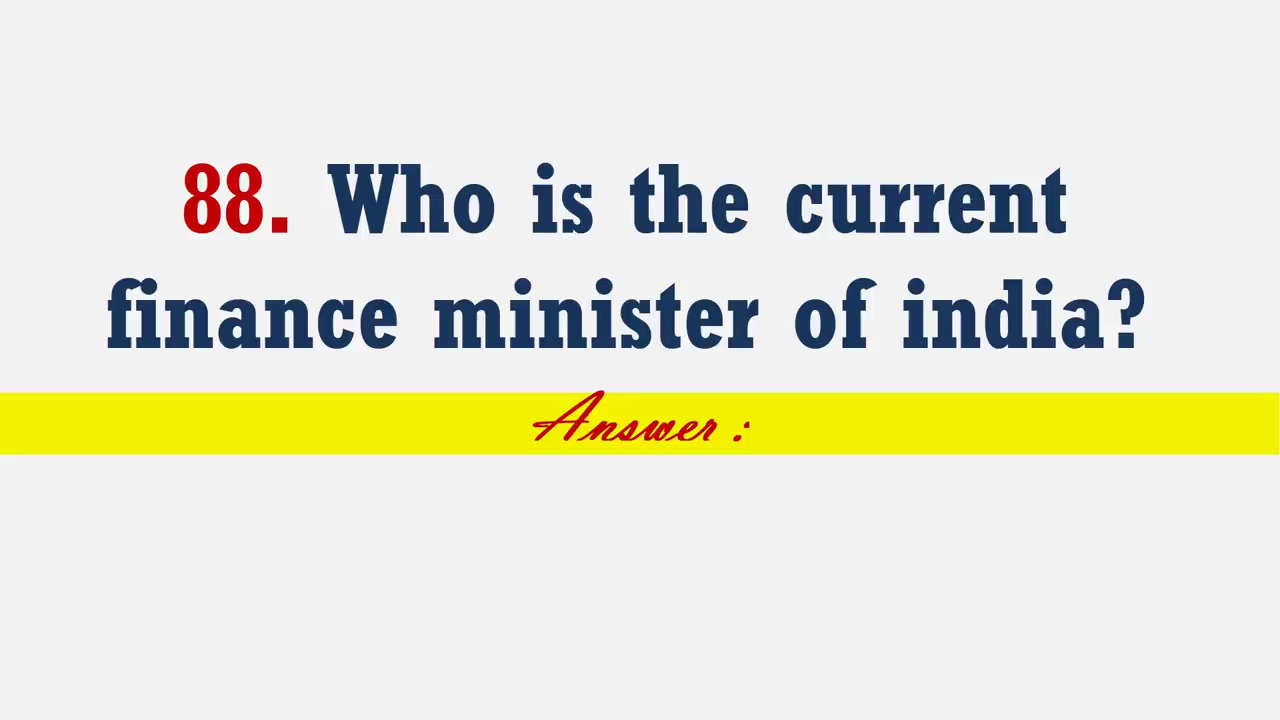 88. Who is the current
finance minister of india?
Answer :